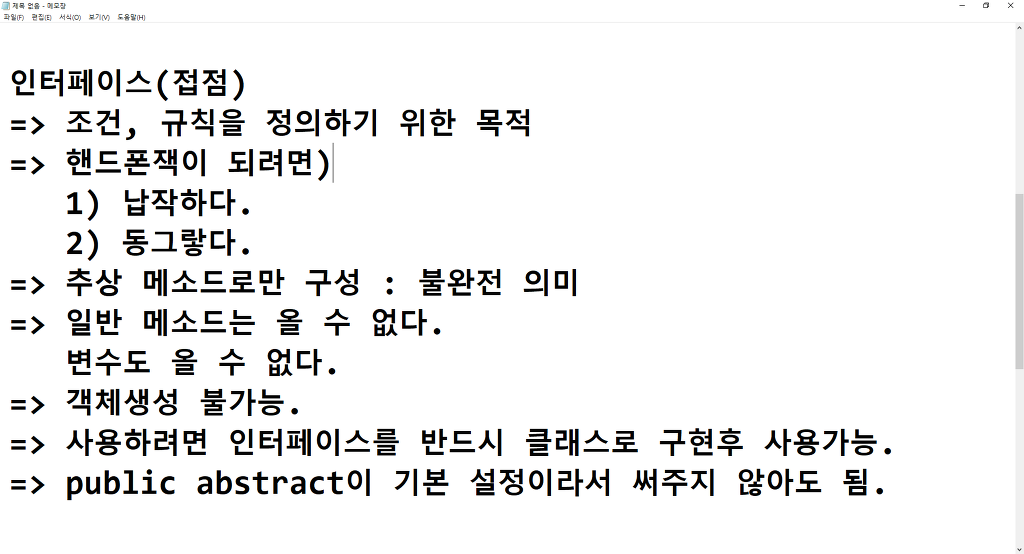 제목 없음 - 메모장
파일(F) 편집(E) 서식(O) 보기(V) 도움말(H)
인터페이스(접점)
=> 조건, 규칙을 정의하기 위한 목적
=> 핸드폰잭이 되려면)
1) 납작하다.
2) 동그랗다.
=> 추상 메소드로만 구성 : 불완전 의미
=> 일반 메소드는 올 수 없다.
변수도 올 수 없다.
=> 객체생성 불가능.
=> 사용하려면 인터페이스를 반드시 클래스로 구현후 사용가능.
=> public abstract이 기본 설정이라서 써주지 않아도 됨.